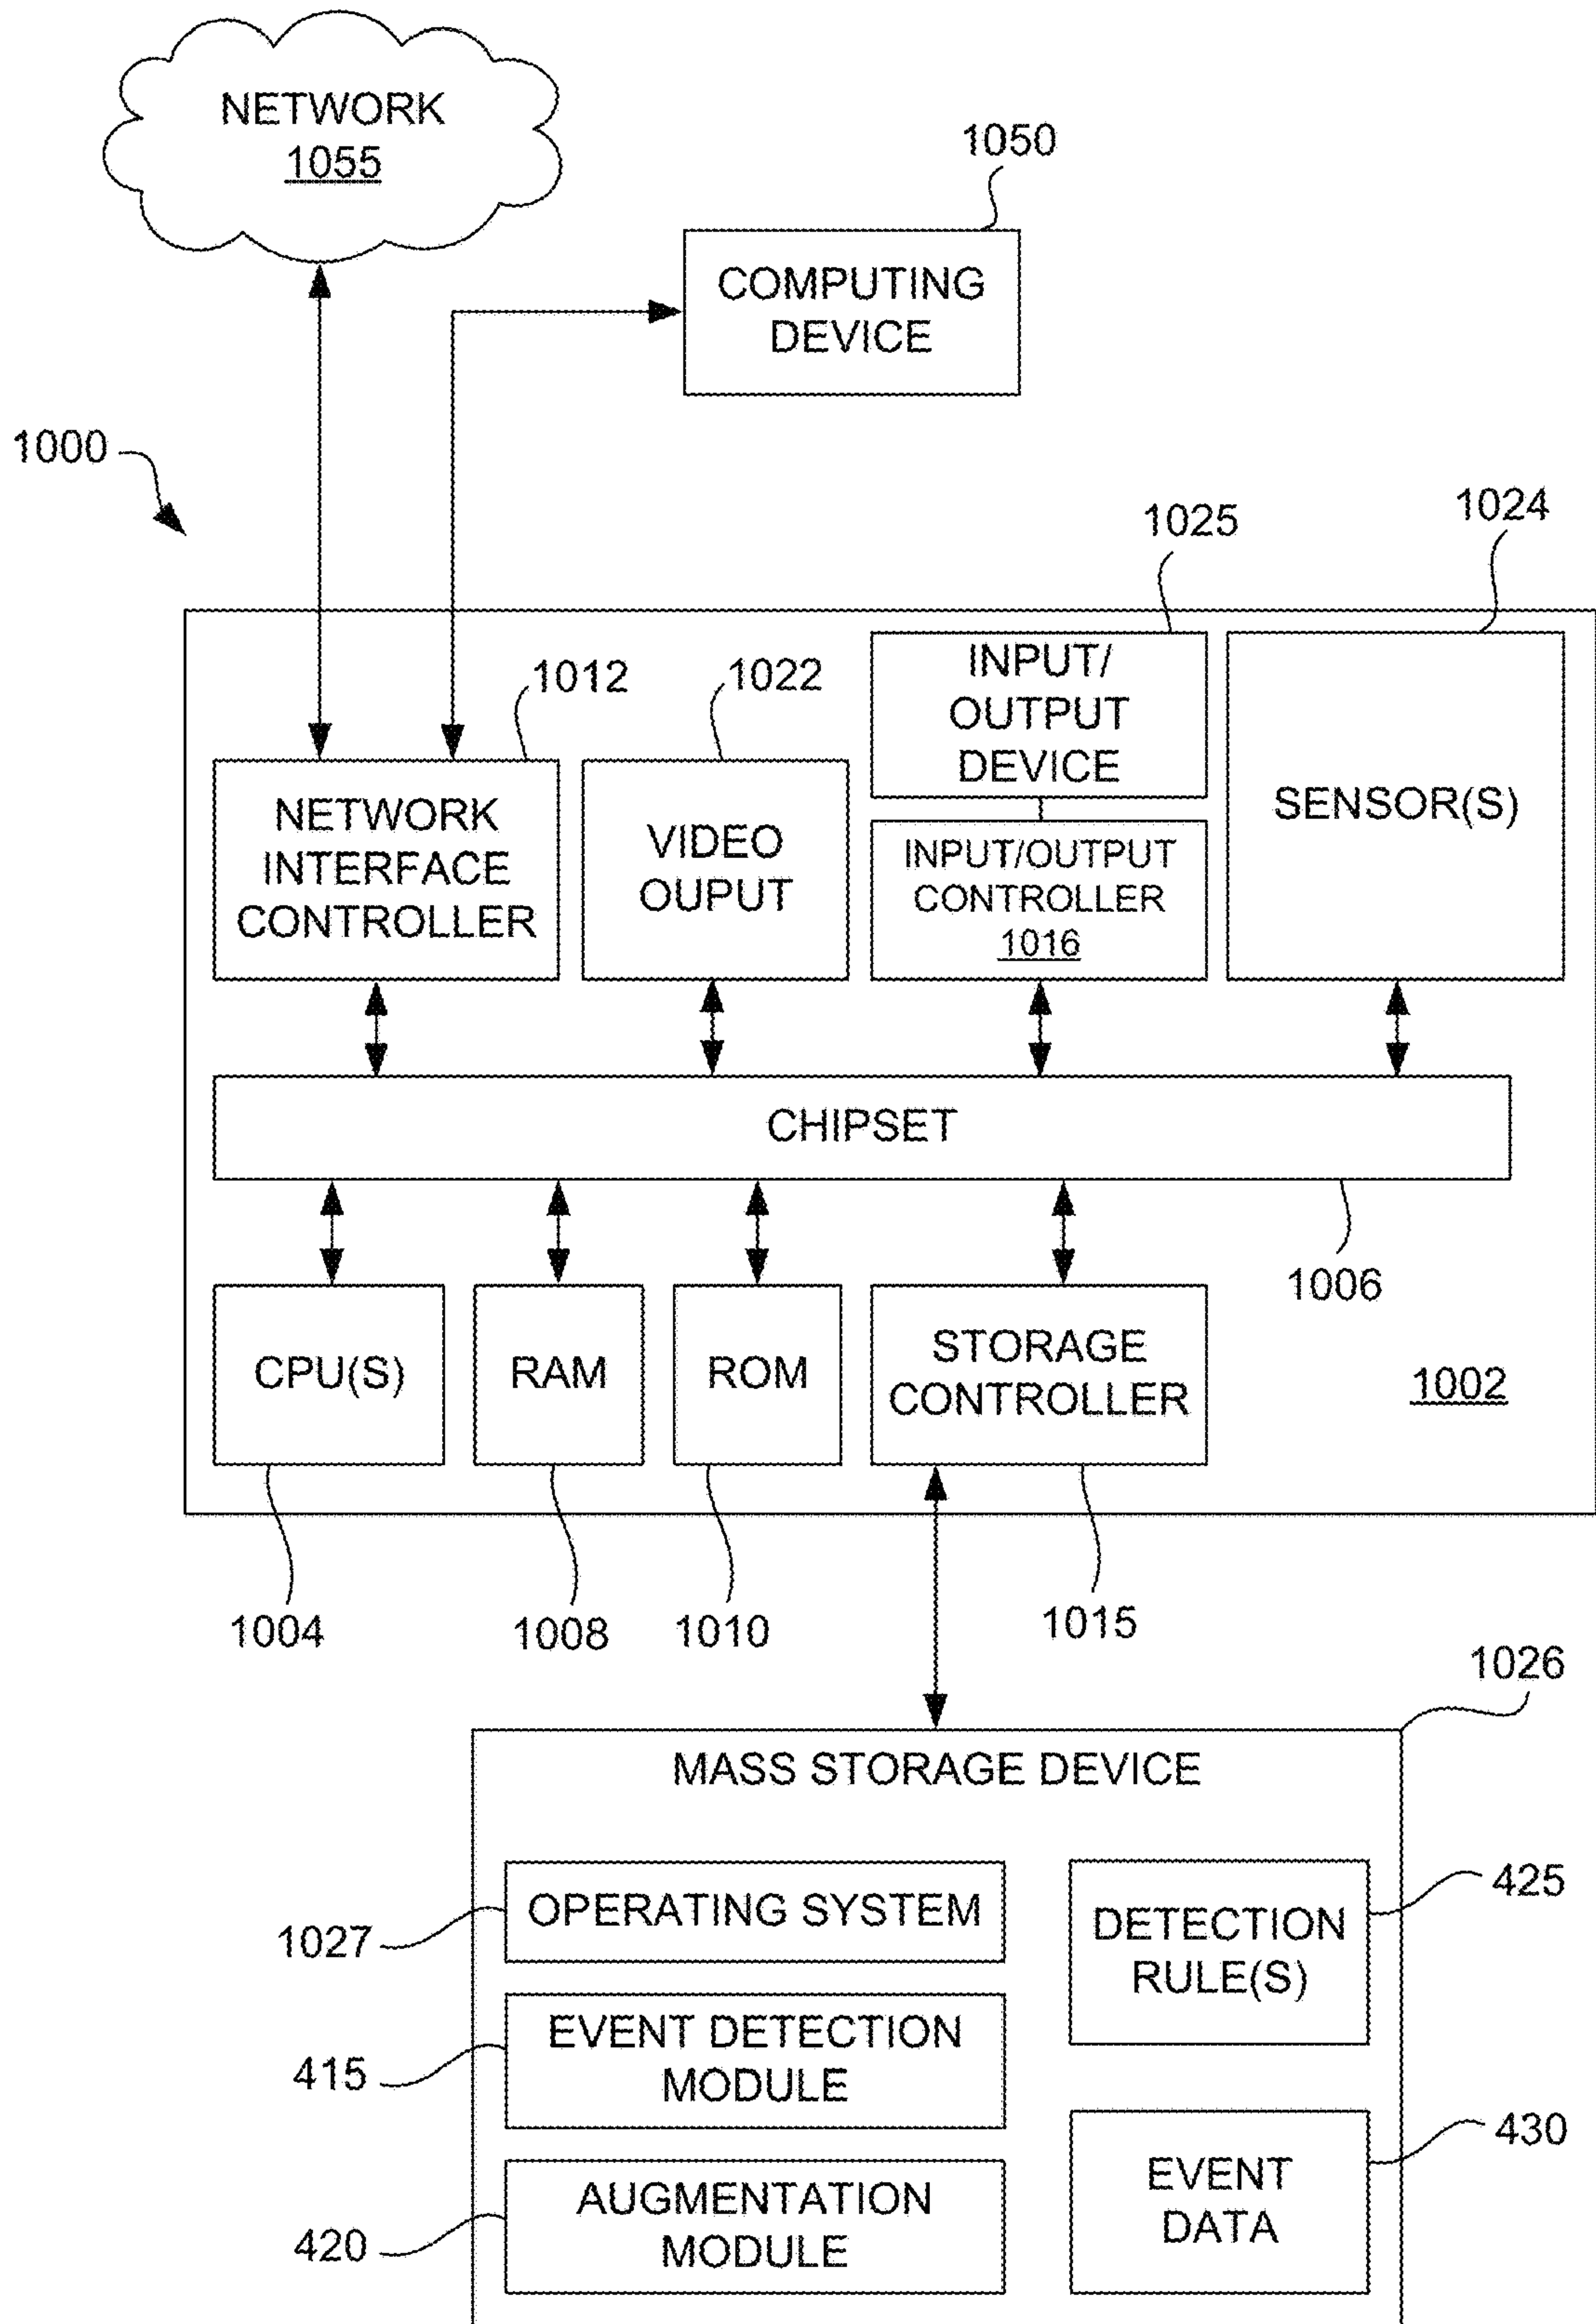 NETWORK
1055
1050
COMPUTING
DEVICE
1000
1025
1024
1012
1022
INPUT/
OUTPUT
DEVICE
SENSOR(S)
NETWORK
INTERFACE
CONTROLLER
VIDEO
OUPUT
INPUT/OUTPUT
CONTROLLER
1016
CHIPSET
1006
CPU(S)
RAM
ROM
STORAGE
CONTROLLER
1002
1004
1008
1010
1015
1026
MASS STORAGE DEVICE
OPERATING SYSTEM
1027
DETECTION
RULE(S)
425
EVENT DETECTION
MODULE
415
EVENT
DATA
430
AUGMENTATION
MODULE
420